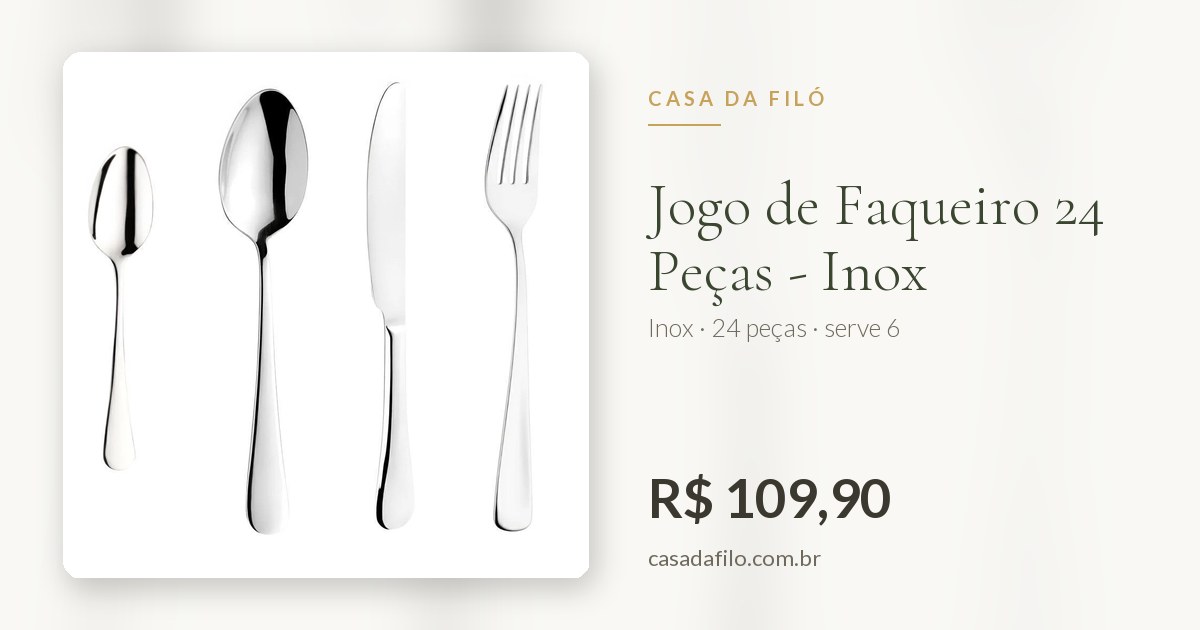 CASA DA FILÓ
Jogo de Faqueiro 24
Peças - Inox
Inox · 24 peças · serve 6
R$ 109,90
casadafilo.com.br